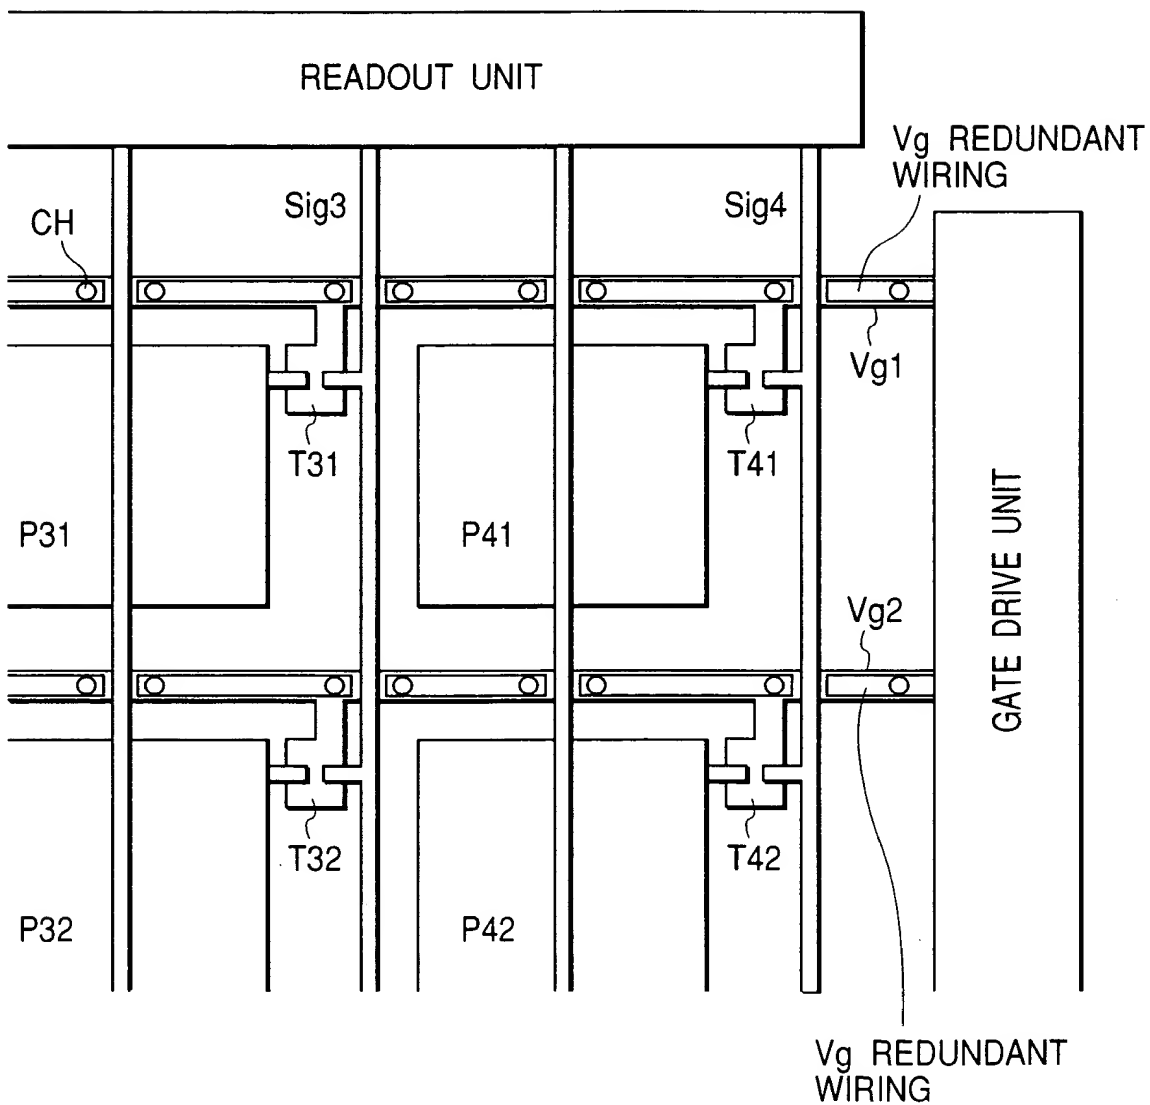 READOUT UNIT
Vg REDUNDANT
WIRING
Sig3
Sig4
CH
Vg1
T31
T41
P31
P41
GATE DRIVE UNIT
Vg2
T32
T42
P32
P42
Vg REDUNDANT
WIRING